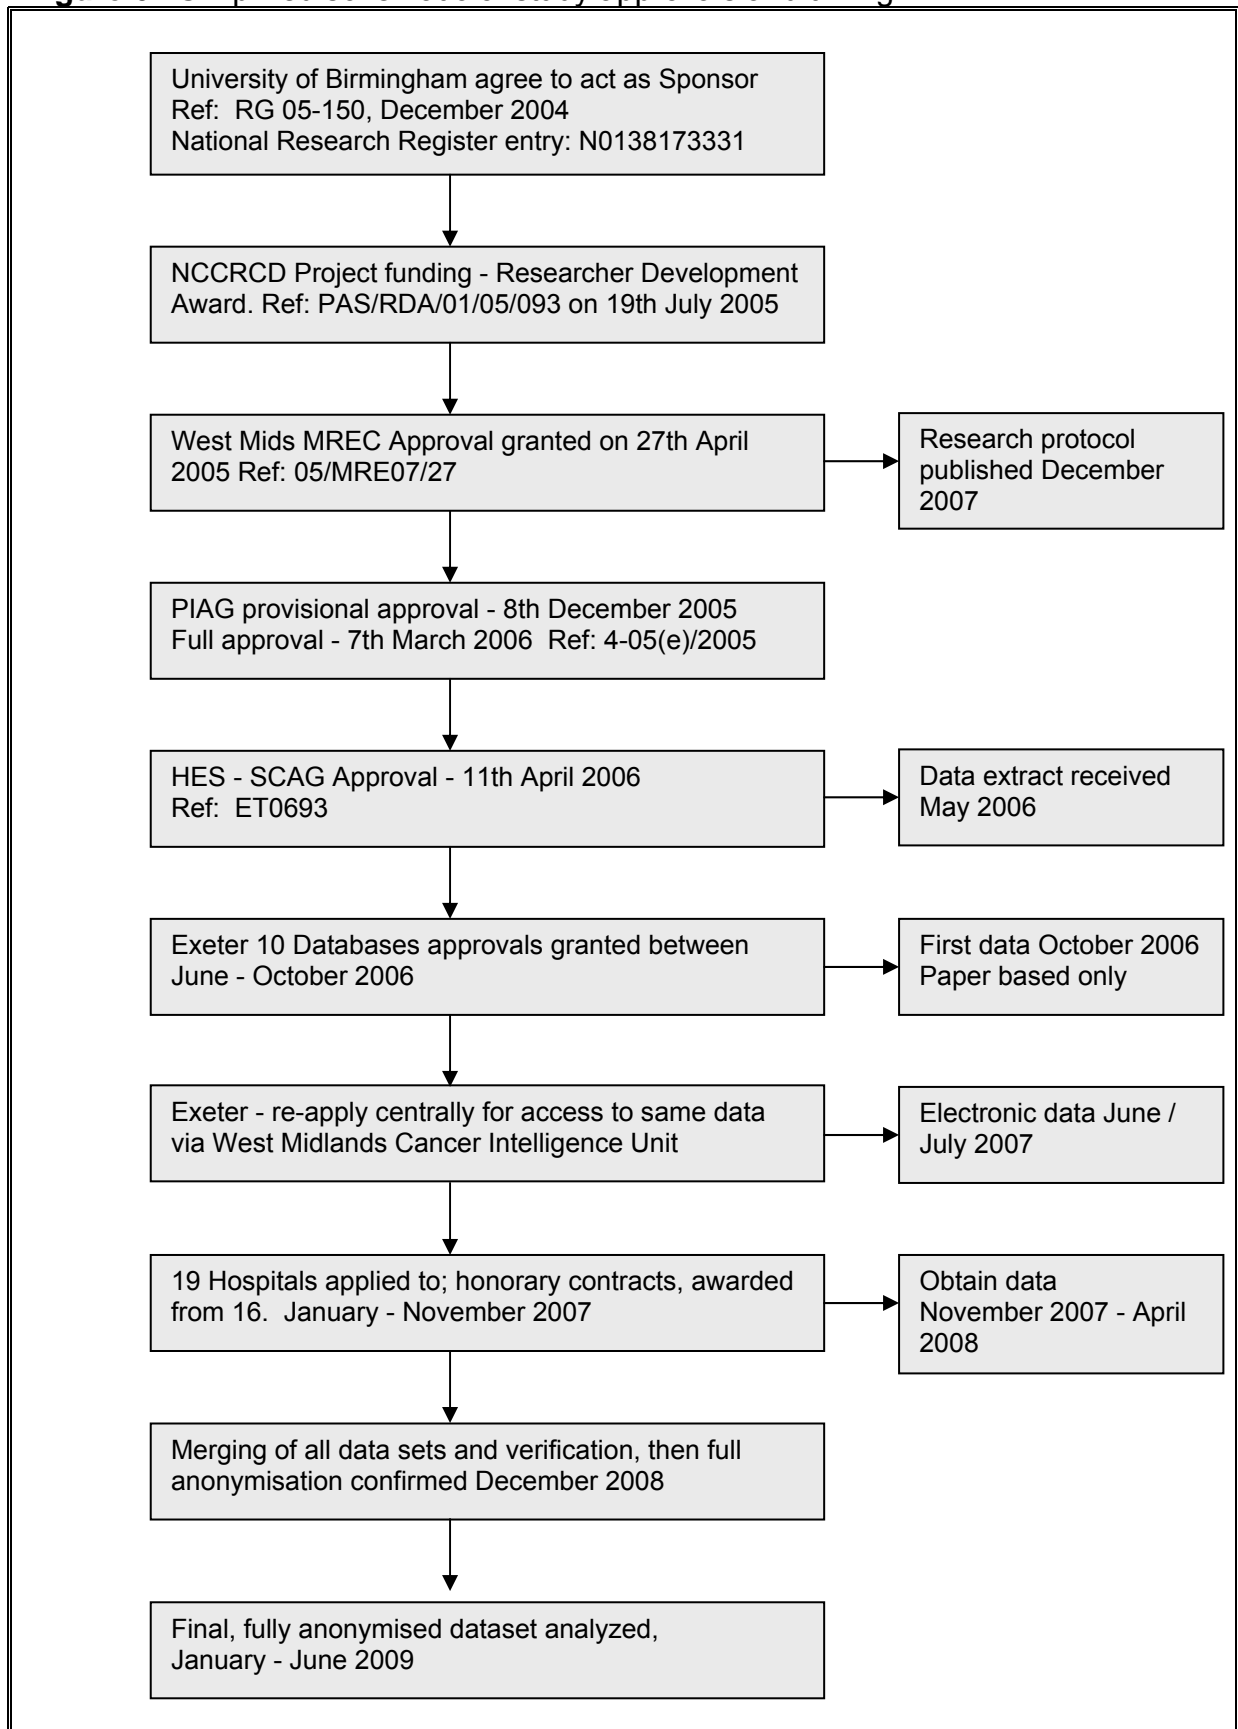 University of Birmingham agree to act as Sponsor
Ref:  RG 05-150, December 2004
National Research Register entry: N0138173331
NCCRCD Project funding - Researcher Development
Award. Ref: PAS/RDA/01/05/093 on 19th July 2005
West Mids MREC Approval granted on 27th April
2005 Ref: 05/MRE07/27
Research protocol
published December
2007
PIAG provisional approval - 8th December 2005
Full approval - 7th March 2006  Ref: 4-05(e)/2005
HES - SCAG Approval - 11th April 2006
Ref:  ET0693
Data extract received
May 2006
Exeter 10 Databases approvals granted between
June - October 2006
First data October 2006
Paper based only
Exeter - re-apply centrally for access to same data
via West Midlands Cancer Intelligence Unit
Electronic data June /
July 2007
19 Hospitals applied to; honorary contracts, awarded
from 16.  January - November 2007
Obtain data
November 2007 - April
2008
Merging of all data sets and verification, then full
anonymisation confirmed December 2008
Final, fully anonymised dataset analyzed,
January - June 2009